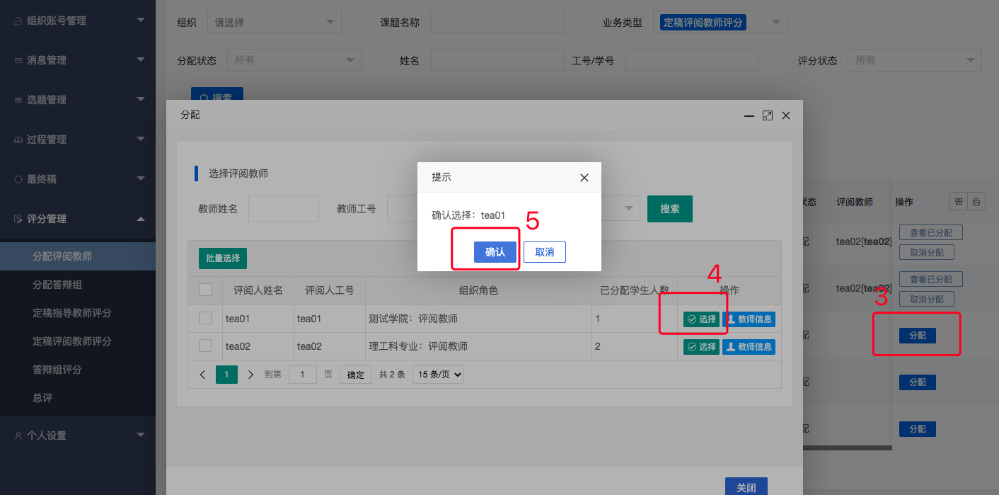 组织账号管理
消息管理
选题管理
过程管理
最终稿
评分管理
分配评阅教师
分配答辩组
定稿指导教师评分
定稿评阅教师评分
答辩组评分
总评
个人设置
组织 请选择 课题名称 业务类型 定稿评阅教师评分
分配状态 所有 姓名 工号/学号 评分状态 所有
搜索
分配
选择评阅教师
教师姓名 教师工号 搜索
提示
确认选择：tea01
5
确认 取消
批量选择
4
评阅人姓名 评阅人工号 组织角色 已分配学生人数 操作
tea01 tea01 测试学院：评阅教师 1 选择 教师信息
tea02 tea02 理工科专业：评阅教师 2 选择 教师信息
1 到第 1 页 确定 共 2 条 15 条/页
关闭
状态 评阅教师 操作
配 tea02[tea02] 查看已分配
取消分配
配 tea02[tea02] 查看已分配
取消分配
3
配 分配
配 分配
配 分配